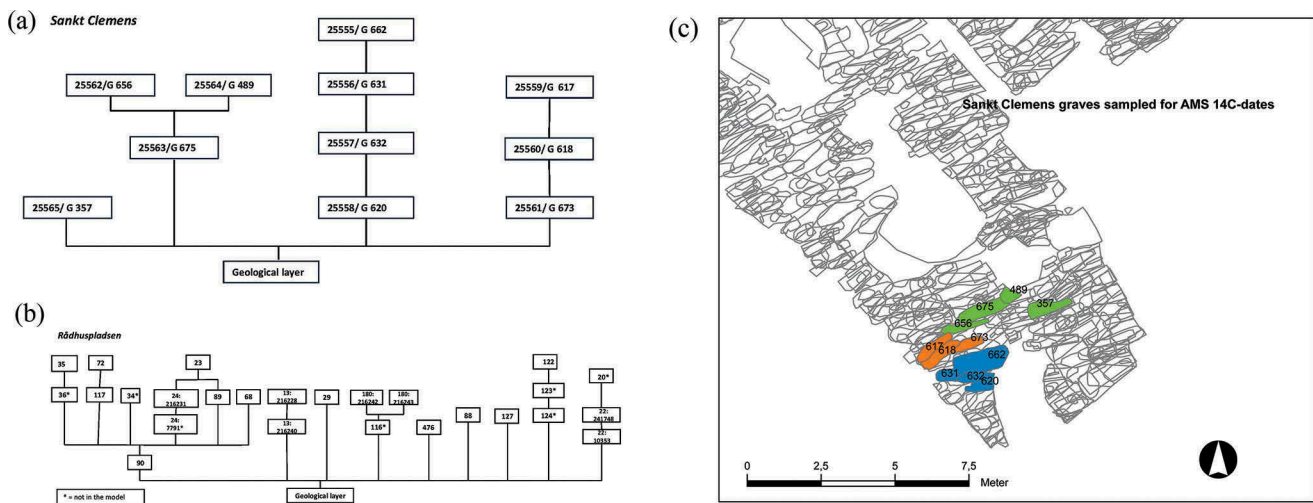 (a)
Sankt Clemens
25555/ G 662
25562/G 656
25564/ G 489
25556/ G 631
25559/ G 617
25563/ G 675
25557/ G 632
25560/ G 618
25565/ G 357
25558/ G 620
25561/ G 673
Geological layer
(b)
Rådhuspladsen
35
72
23
122
20*
36*
117
34*
24:
216231
89
68
13:
216228
29
180:
216242
180:
216243
123*
24:
7791*
13:
216240
116*
476
88
127
124*
22:
241748
22:
10353
90
* = not in the model
Geological layer
(c)
Sankt Clemens graves sampled for AMS 14C-dates
489
675
357
656
617
673
618
662
631
632
620
0
2,5
5
7,5
Meter